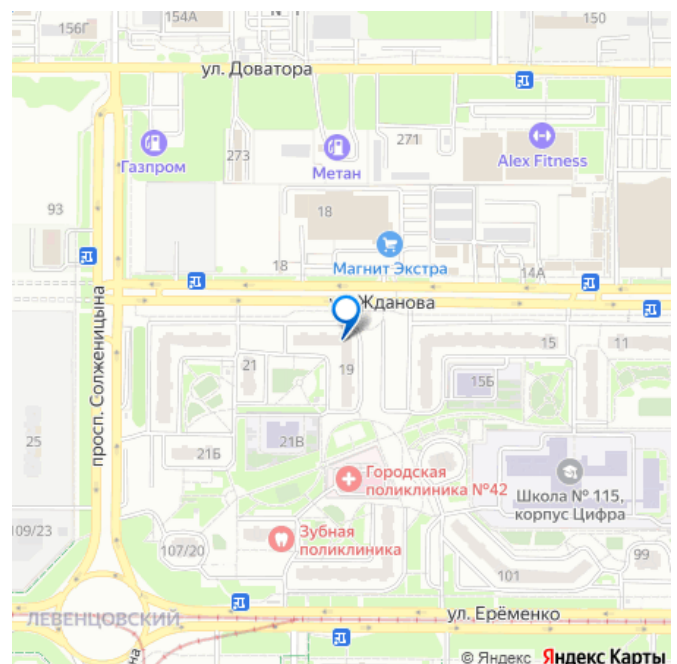 154А
150
156Г
ул. Доватора
271
Газпром
273
Метан
Alex Fitness
93
18
18
Магнит Экстра
14А
Жданова
просп. Солженицына
15
11
21
19
15Б
25
21Б
21В
Городская
поликлиника №42
Школа № 115,
корпус Цифра
109/23
Зубная
поликлиника
107/20
99
101
ЛЕВЕНЦОВСКИЙ
ул. Ерёменко
© Яндекс Яндекс Карты